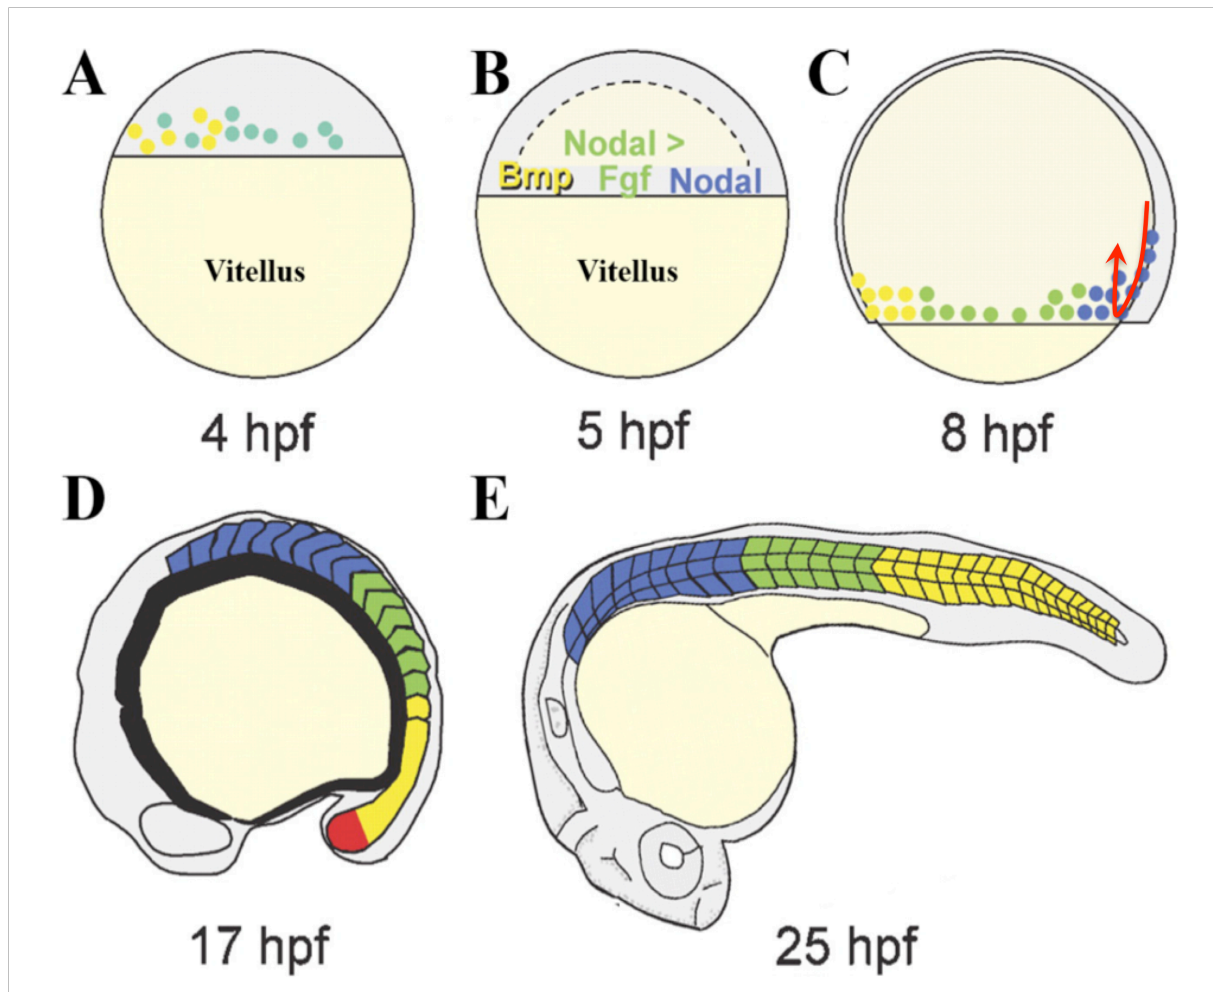 A
B
C
Nodal >
Bmp Fgf Nodal
Vitellus
Vitellus
4 hpf
5 hpf
8 hpf
D
E
17 hpf
25 hpf